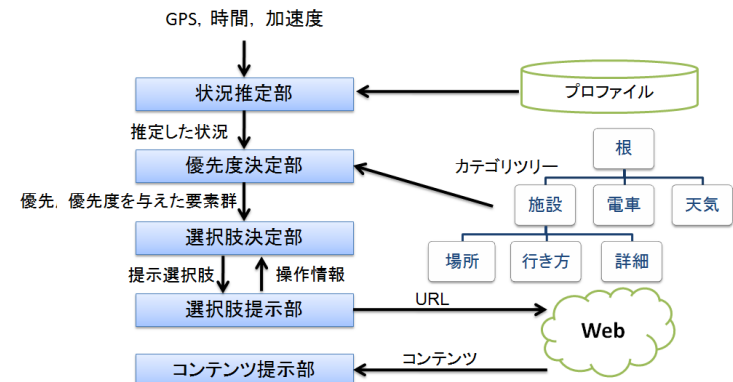 GPS, 時間, 加速度
状況推定部
プロファイル
推定した状況
優先度決定部
カテゴリツリー
根
施設
電車
天気
優先, 優先度を与えた要素群
選択肢決定部
場所
行き方
詳細
提示選択肢
操作情報
選択肢提示部
URL
Web
コンテンツ提示部
コンテンツ